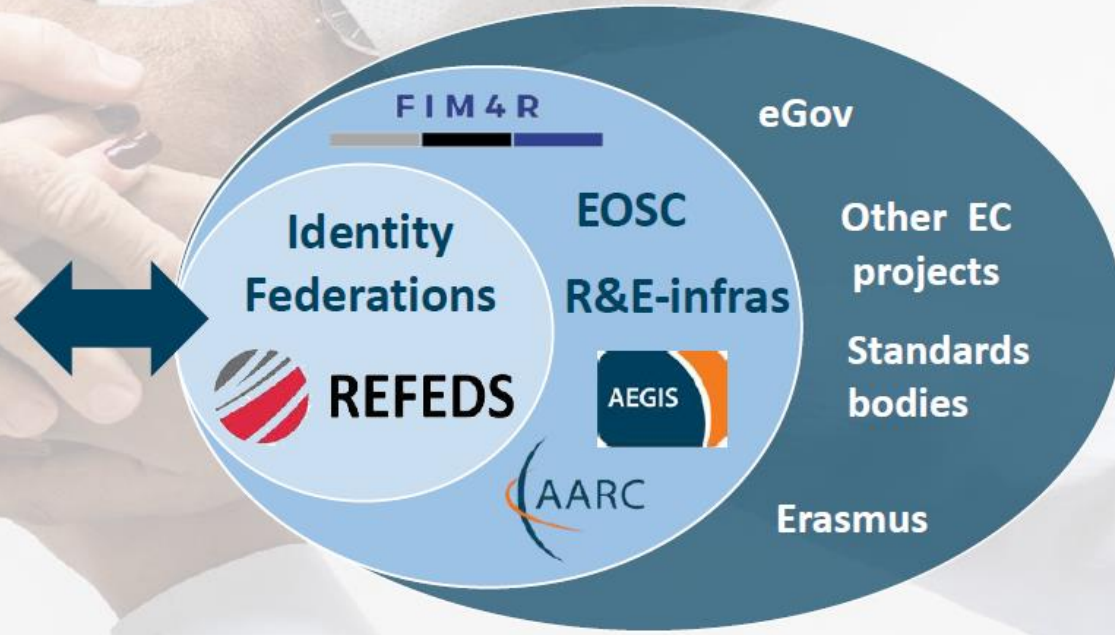 FIM4R
eGov
Identity
Federations
EOSC
Other EC
projects
R&E-infras
REFEDS
AEGIS
Standards
bodies
AARC
Erasmus